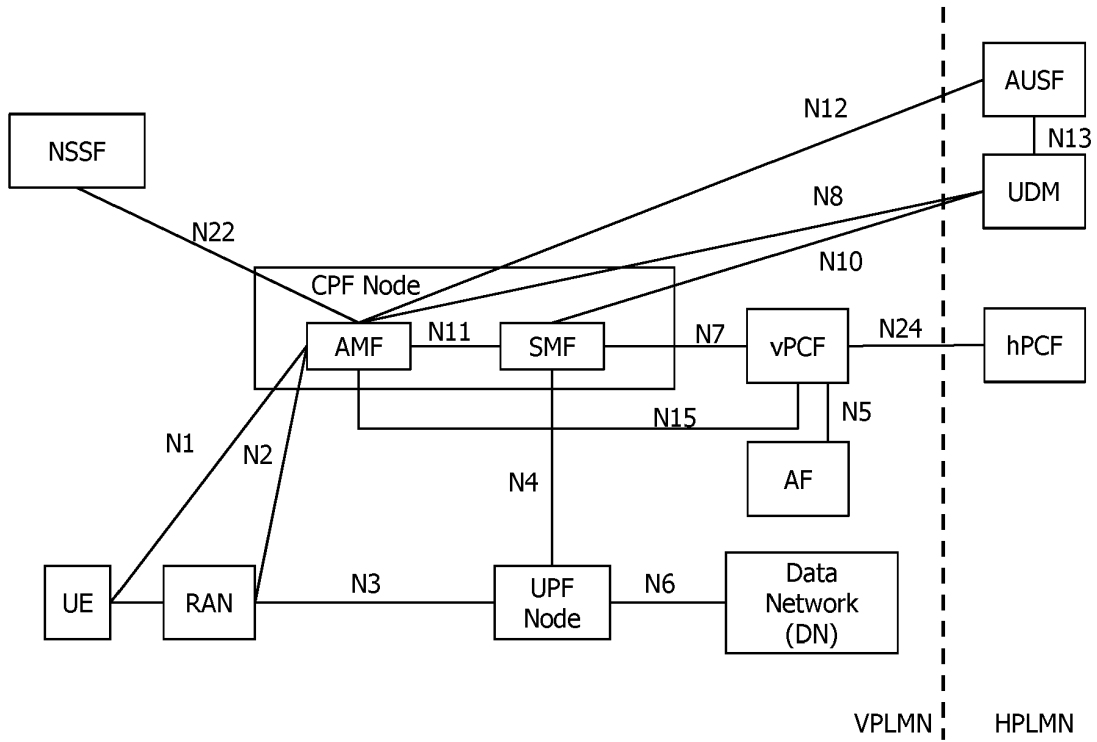 AUSF
N12
N13
NSSF
UDM
N8
N22
N10
CPF Node
AMF
N11
SMF
N7
vPCF
N24
hPCF
N15
N5
N1
N2
AF
N4
UE
RAN
N3
UPF
Node
N6
Data
Network
(DN)
VPLMN
HPLMN